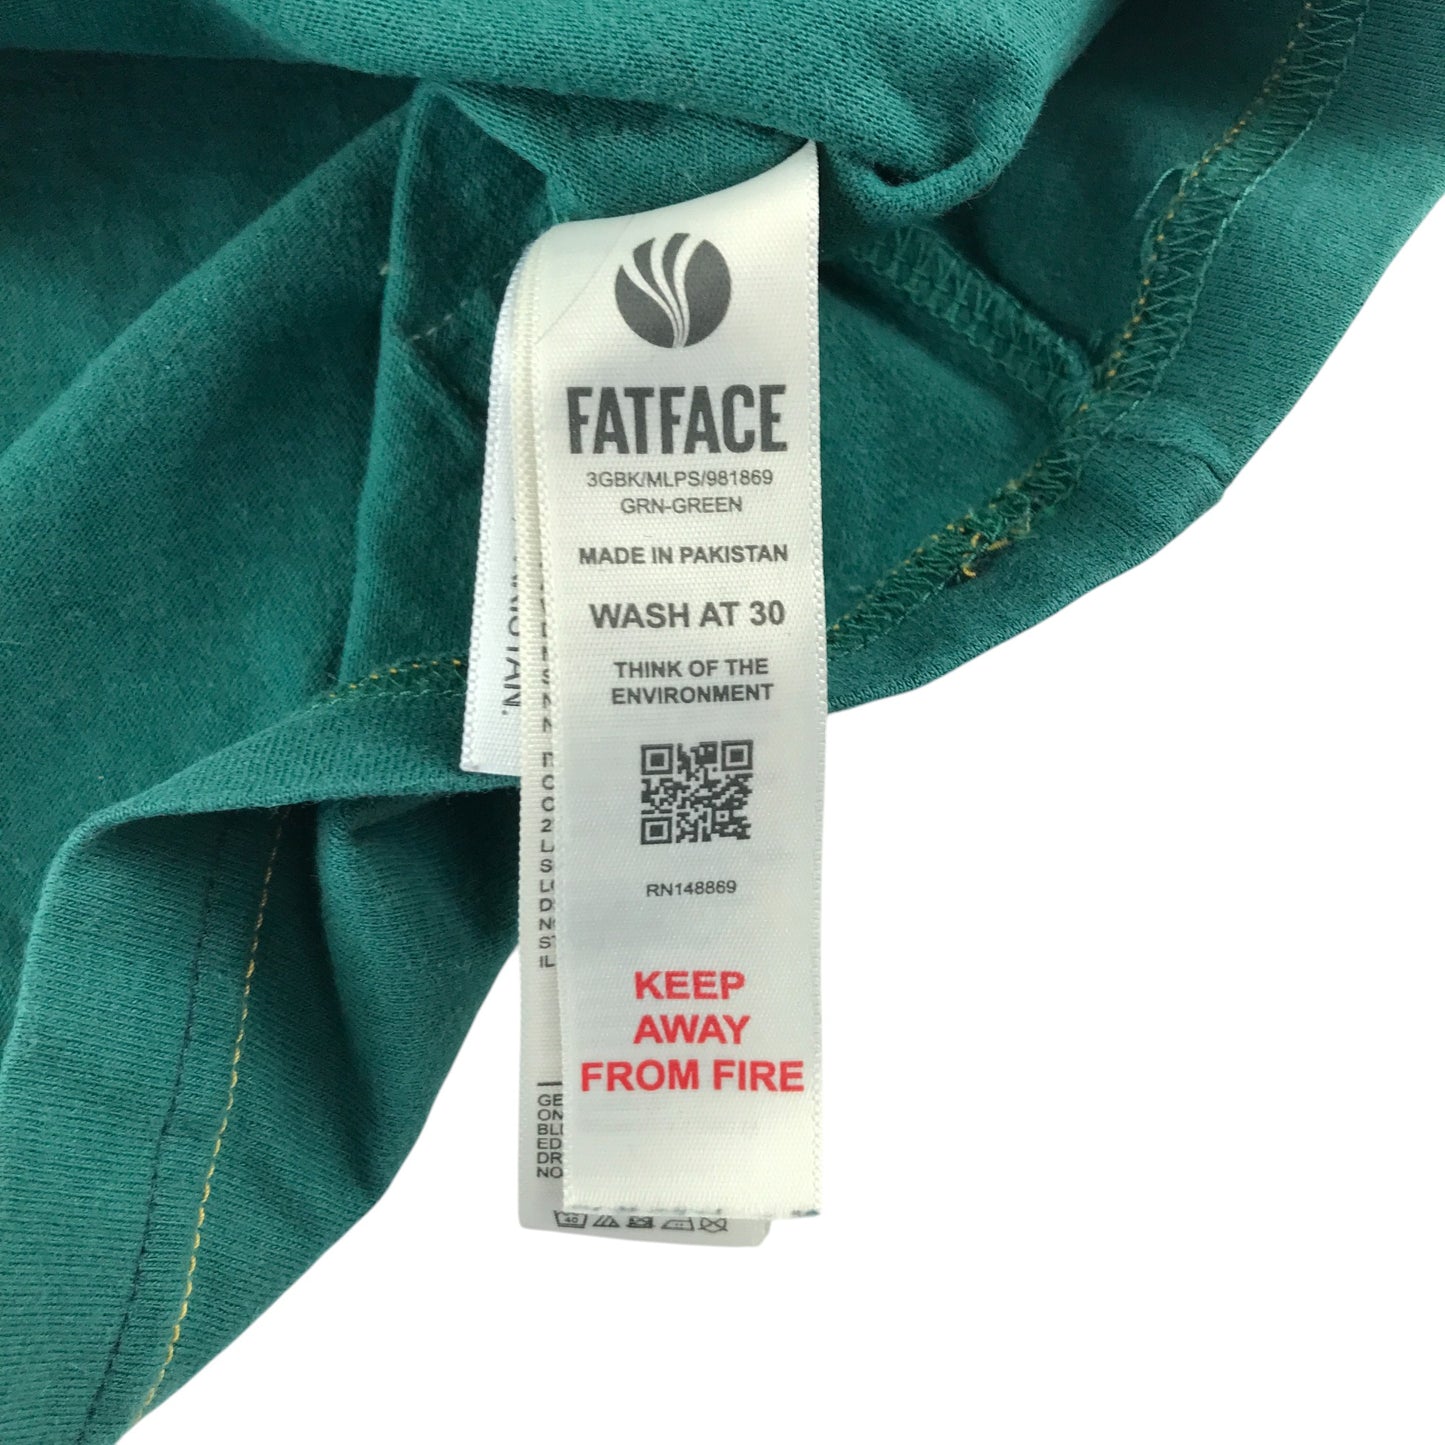 FATFACE
3GBK/MLPS/981869
GRN-GREEN
MADE IN PAKISTAN
WASH AT 30
THINK OF THE
ENVIRONMENT
RN148869
KEEP
AWAY
FROM FIRE
40